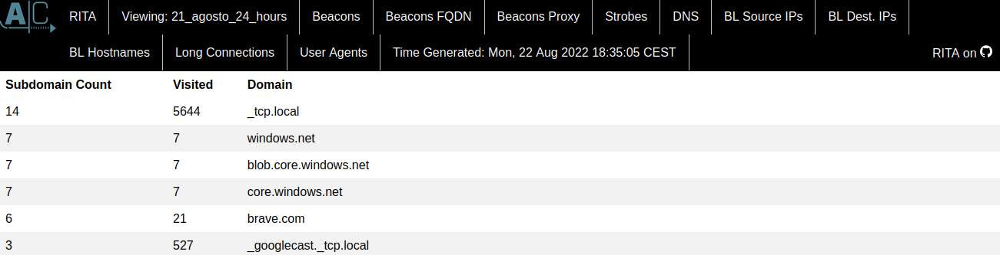 AC RITA Viewing: 21_agosto_24_hours Beacons Beacons FQDN Beacons Proxy Strobes DNS BL Source IPs BL Dest. IPs
BL Hostnames Long Connections User Agents Time Generated: Mon, 22 Aug 2022 18:35:05 CEST RITA on
Subdomain Count Visited Domain
14 5644 _tcp.local
7 7 windows.net
7 7 blob.core.windows.net
7 7 core.windows.net
6 21 brave.com
3 527 _googlecast._tcp.local